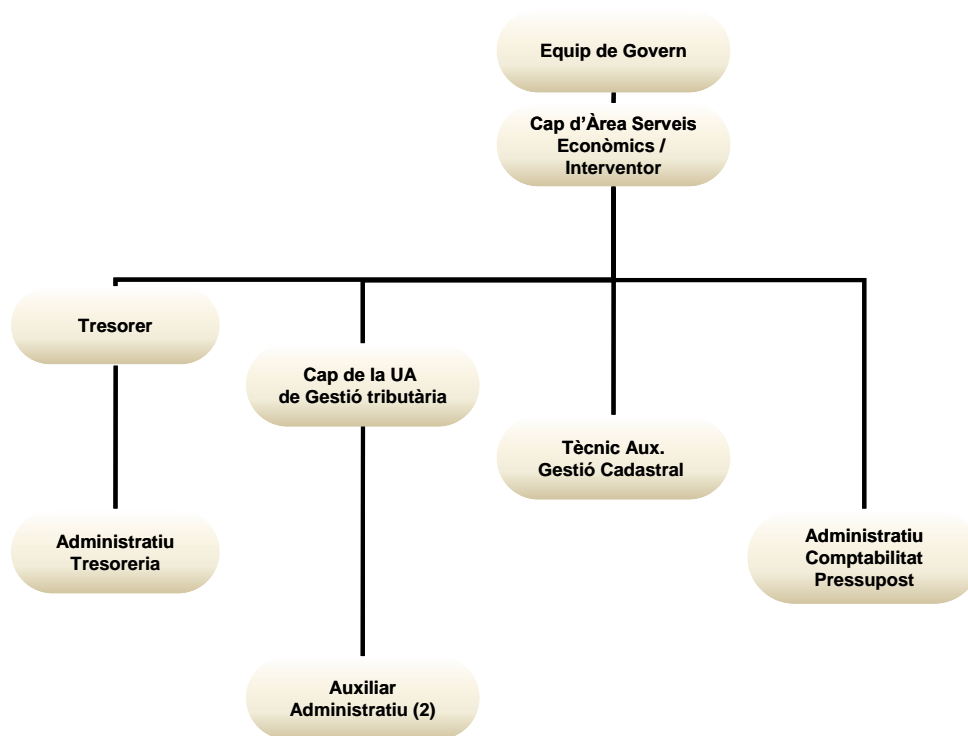 Equip de Govern
Cap d'Àrea Serveis
Econòmics /
Interventor
Tresorer
Cap de la UA
de Gestió tributària
Tècnic Aux.
Gestió Cadastral
Administratiu
Tresoreria
Administratiu
Comptabilitat
Pressupost
Auxiliar
Administratiu (2)